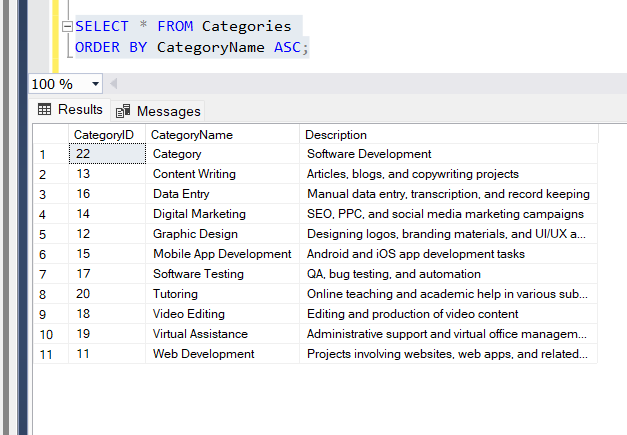 SELECT * FROM Categories
ORDER BY CategoryName ASC;
100 %
Results Messages
CategoryID CategoryName Description
1 22 Category Software Development
2 13 Content Writing Articles, blogs, and copywriting projects
3 16 Data Entry Manual data entry, transcription, and record keeping
4 14 Digital Marketing SEO, PPC, and social media marketing campaigns
5 12 Graphic Design Designing logos, branding materials, and UI/UX a...
6 15 Mobile App Development Android and iOS app development tasks
7 17 Software Testing QA, bug testing, and automation
8 20 Tutoring Online teaching and academic help in various sub...
9 18 Video Editing Editing and production of video content
10 19 Virtual Assistance Administrative support and virtual office managem...
11 11 Web Development Projects involving websites, web apps, and related...